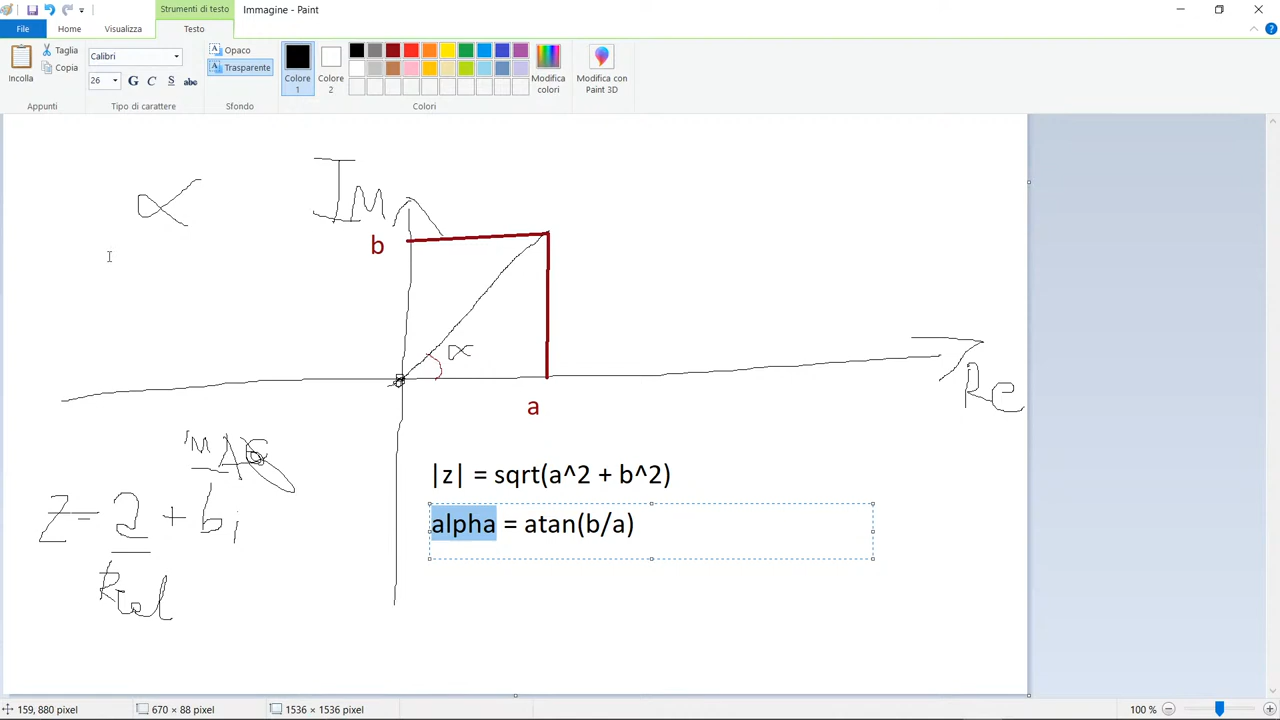 Strumenti di testo
Immagine - Paint
File
Home
Visualizza
Testo
Incolla
Taglia
Copia
Appunti
Calibri
26
G C S abc
Tipo di carattere
Opaco
Trasparente
Sfondo
Colore 1
Colore 2
Modifica colori
Colori
Modifica con Paint 3D
∝
Im
b
∝
a
Re
|z| = sqrt(a^2 + b^2)
alpha = atan(b/a)
z = a + bi
159, 880 pixel
670 × 88 pixel
1536 × 1536 pixel
100 %